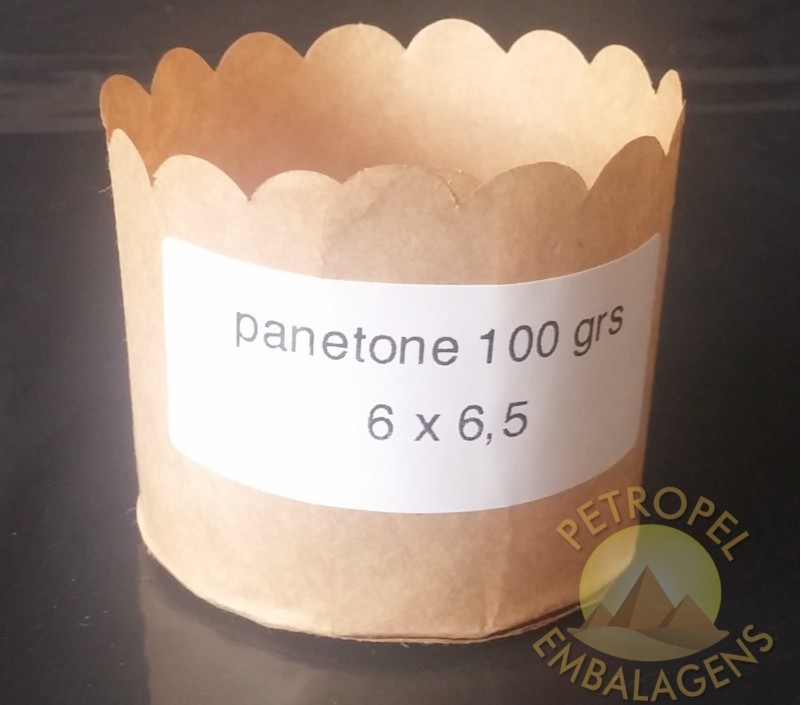 panetone 100 grs
6 x 6,5
PETROPEL
EMBALAGENS